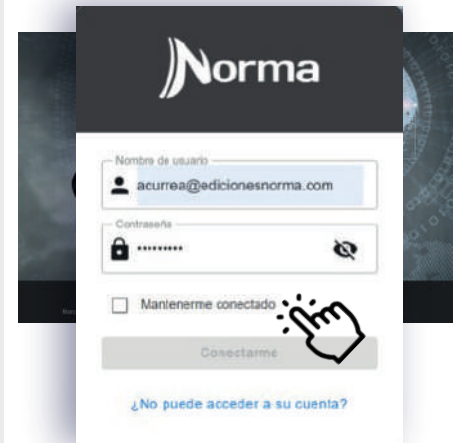 Norma
Nombre de usuario
acurrea@edicionesnorma.com
Contraseña
Mantenerme conectado
Conectarme
¿No puede acceder a su cuenta?